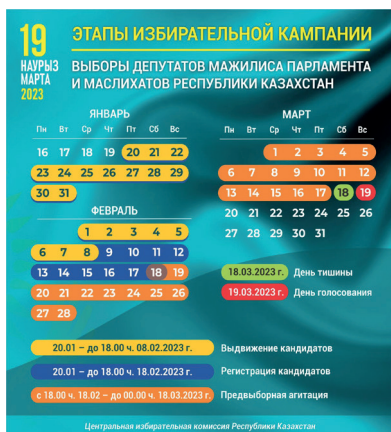 19
НАУРЫЗ
МАРТА
2023
ЭТАПЫ ИЗБИРАТЕЛЬНОЙ КАМПАНИИ
ВЫБОРЫ ДЕПУТАТОВ МАЖИЛИСА ПАРЛАМЕНТА
И МАСЛИХАТОВ РЕСПУБЛИКИ КАЗАХСТАН
ЯНВАРЬ
Пн Вт Ср Чт Пт Сб Вс
16 17 18 19 20 21 22
23 24 25 26 27 28 29
30 31
ФЕВРАЛЬ
1 2 3 4 5
6 7 8 9 10 11 12
13 14 15 16 17 18 19
20 21 22 23 24 25 26
27 28
МАРТ
Пн Вт Ср Чт Пт Сб Вс
1 2 3 4 5
6 7 8 9 10 11 12
13 14 15 16 17 18 19
20 21 22 23 24 25 26
27 28 29 30 31
18.03.2023 г. День тишины
19.03.2023 г. День голосования
20.01 – до 18.00 ч. 08.02.2023 г. Выдвижение кандидатов
20.01 – до 18.00 ч. 18.02.2023 г. Регистрация кандидатов
с 18.00 ч. 18.02 – до 00.00 ч. 18.03.2023 г. Предвыборная агитация
Центральная избирательная комиссия Республики Казахстан